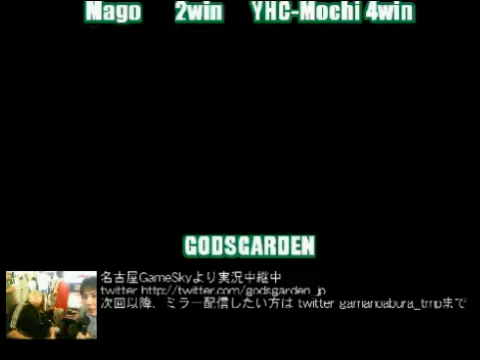 Mago 2win YHC-Mochi 4win
GODSGARDEN
名古屋GameSkyより実況中継中
twitter http://twitter.com/godsgarden_jp
次回以降、ミラー配信したい方は twitter gamanoabura_tmpまで